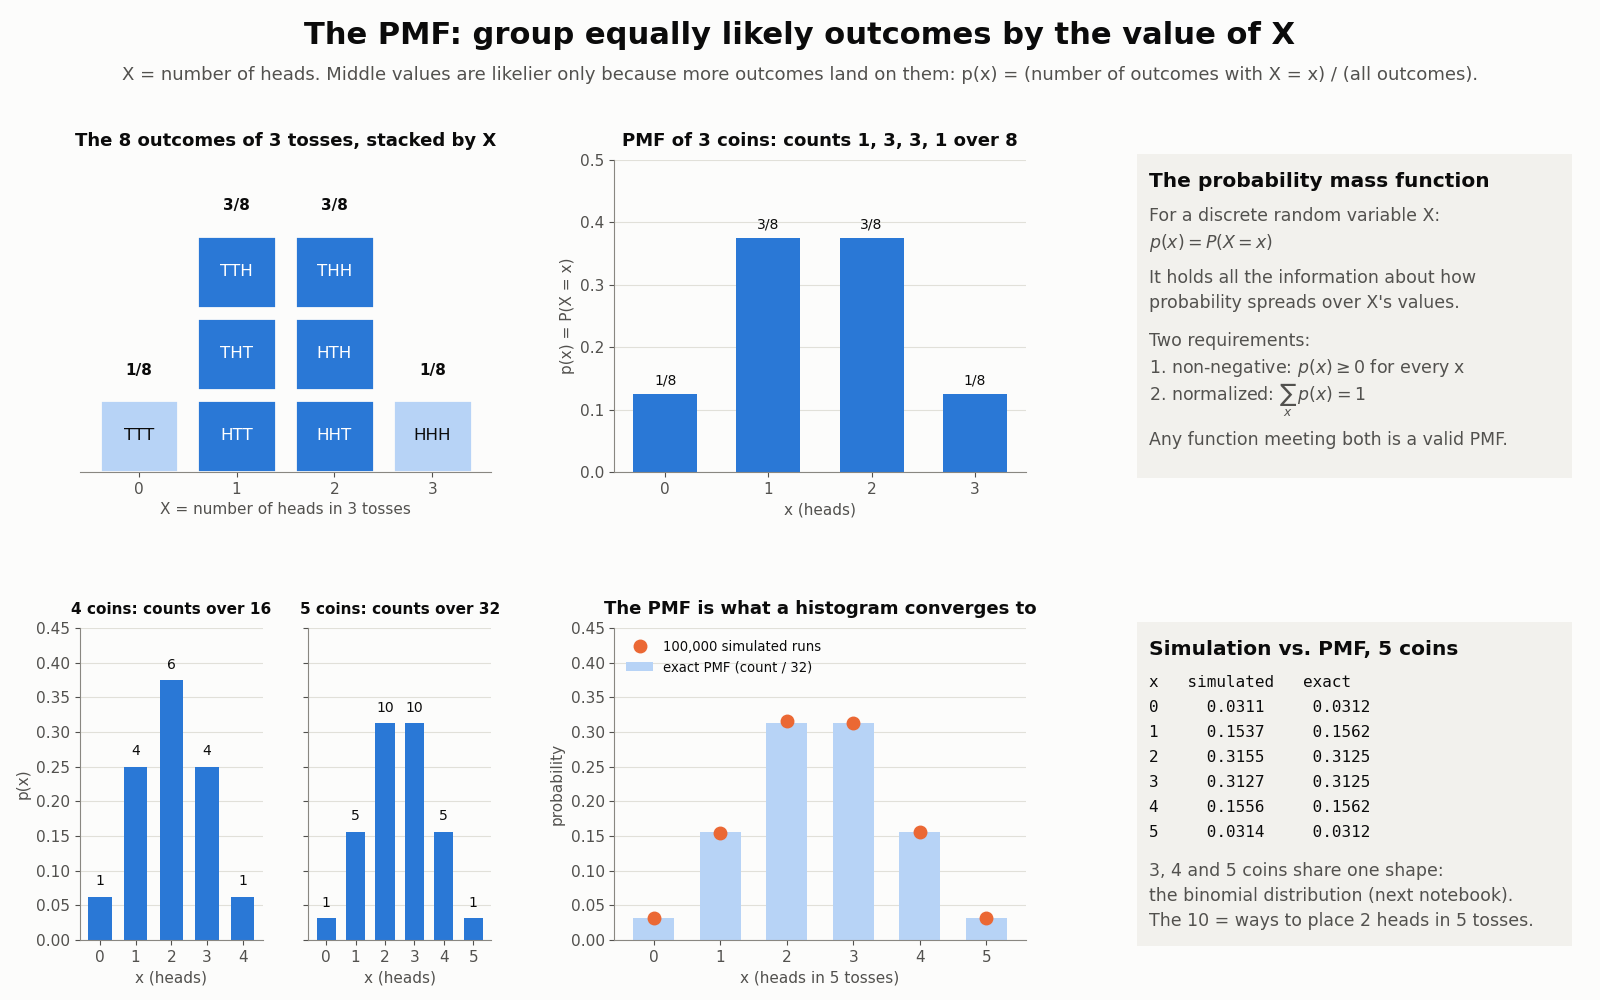 The PMF: group equally likely outcomes by the value of X
X = number of heads. Middle values are likelier only because more outcomes land on them: p(x) = (number of outcomes with X = x) / (all outcomes).
The 8 outcomes of 3 tosses, stacked by X
3/8 3/8
TTH THH
THT HTH
1/8 1/8
TTT HTT HHT HHH
0 1 2 3
X = number of heads in 3 tosses
PMF of 3 coins: counts 1, 3, 3, 1 over 8
p(x) = P(X = x)
0.5
0.4
0.3
0.2
0.1
0.0
1/8 3/8 3/8 1/8
0 1 2 3
x (heads)
The probability mass function
For a discrete random variable X:
p(x) = P(X = x)
It holds all the information about how
probability spreads over X's values.
Two requirements:
1. non-negative: p(x) ≥ 0 for every x
2. normalized: ∑ₓ p(x) = 1
Any function meeting both is a valid PMF.
4 coins: counts over 16
p(x)
0.45
0.40
0.35
0.30
0.25
0.20
0.15
0.10
0.05
0.00
1 4 6 4 1
0 1 2 3 4
x (heads)
5 coins: counts over 32
1 5 10 10 5 1
0 1 2 3 4 5
x (heads)
The PMF is what a histogram converges to
probability
0.45
0.40
0.35
0.30
0.25
0.20
0.15
0.10
0.05
0.00
100,000 simulated runs
exact PMF (count / 32)
0 1 2 3 4 5
x (heads in 5 tosses)
Simulation vs. PMF, 5 coins
x simulated exact
0 0.0311 0.0312
1 0.1537 0.1562
2 0.3155 0.3125
3 0.3127 0.3125
4 0.1556 0.1562
5 0.0314 0.0312
3, 4 and 5 coins share one shape:
the binomial distribution (next notebook).
The 10 = ways to place 2 heads in 5 tosses.